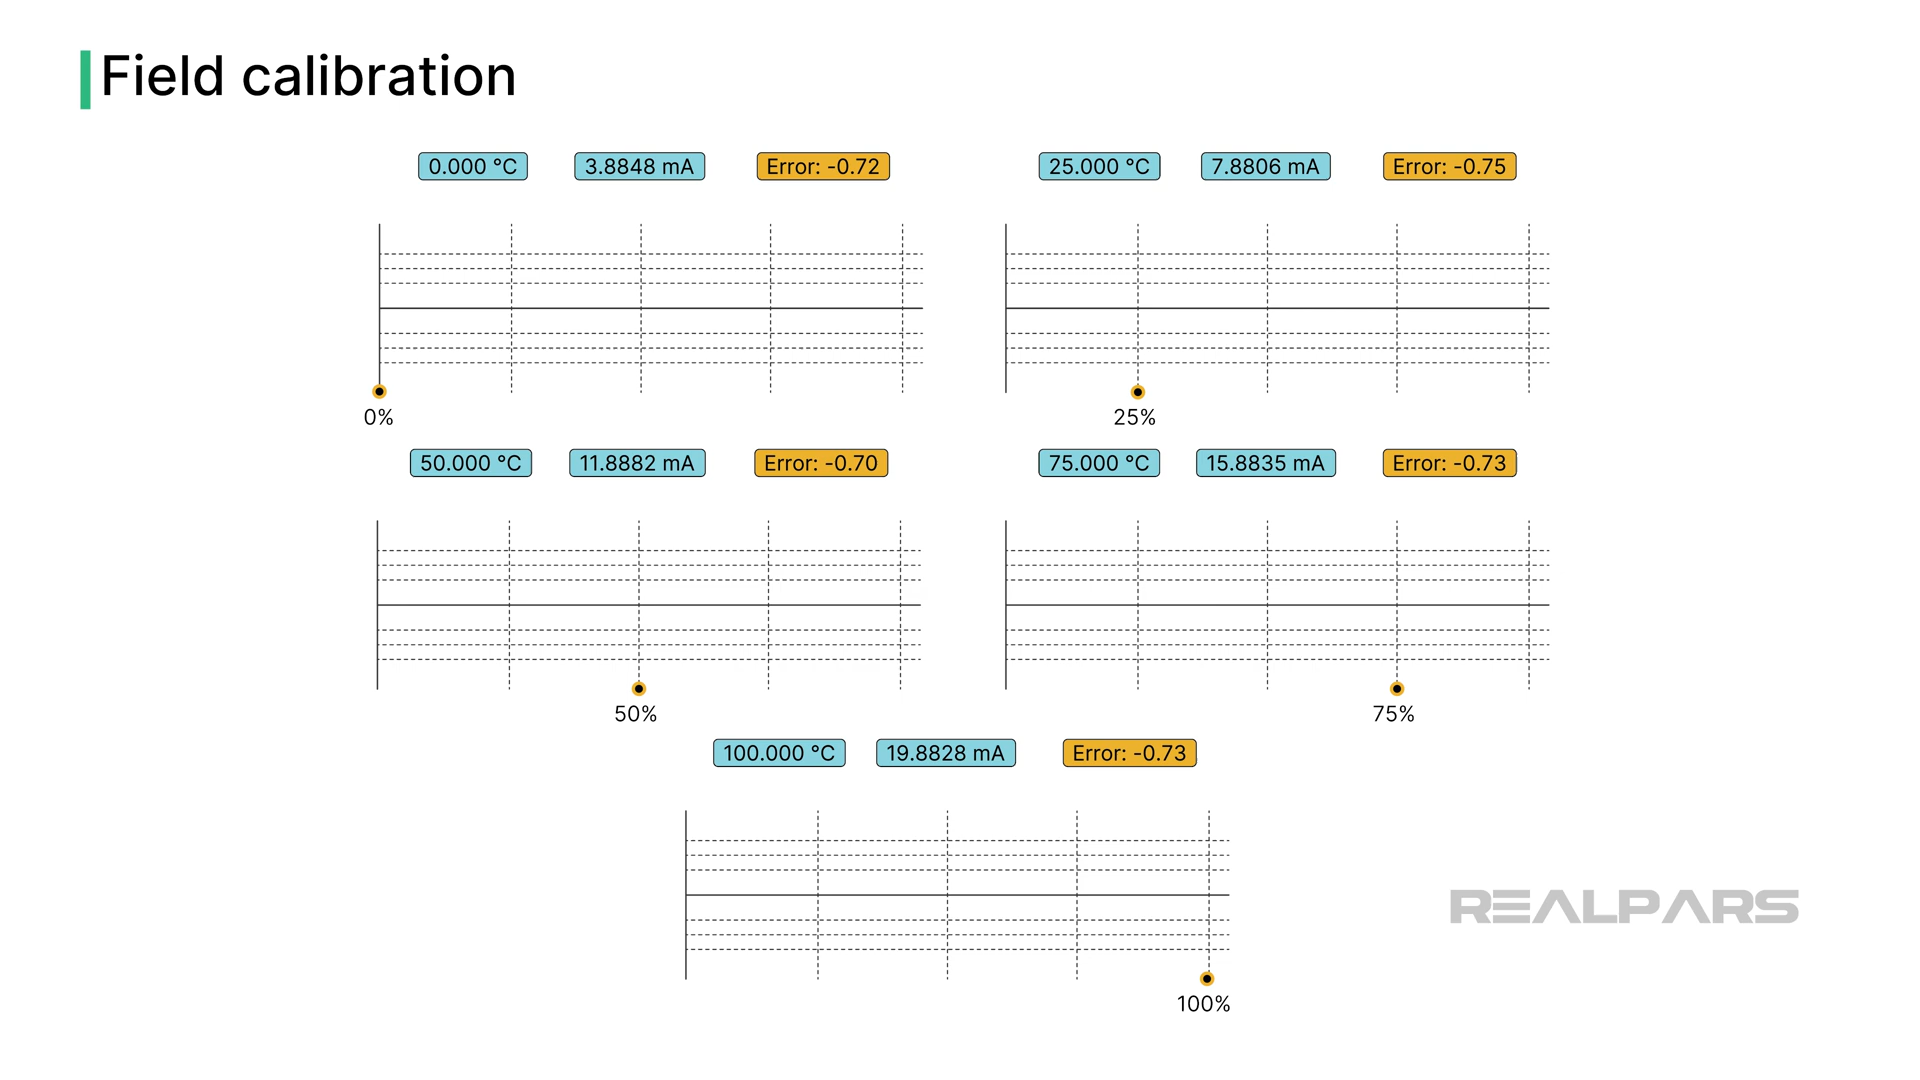 Field calibration
0.000 °C 3.8848 mA Error: -0.72
25.000 °C 7.8806 mA Error: -0.75
0%
25%
50.000 °C 11.8882 mA Error: -0.70
75.000 °C 15.8835 mA Error: -0.73
50%
75%
100.000 °C 19.8828 mA Error: -0.73
100%
REALPARS